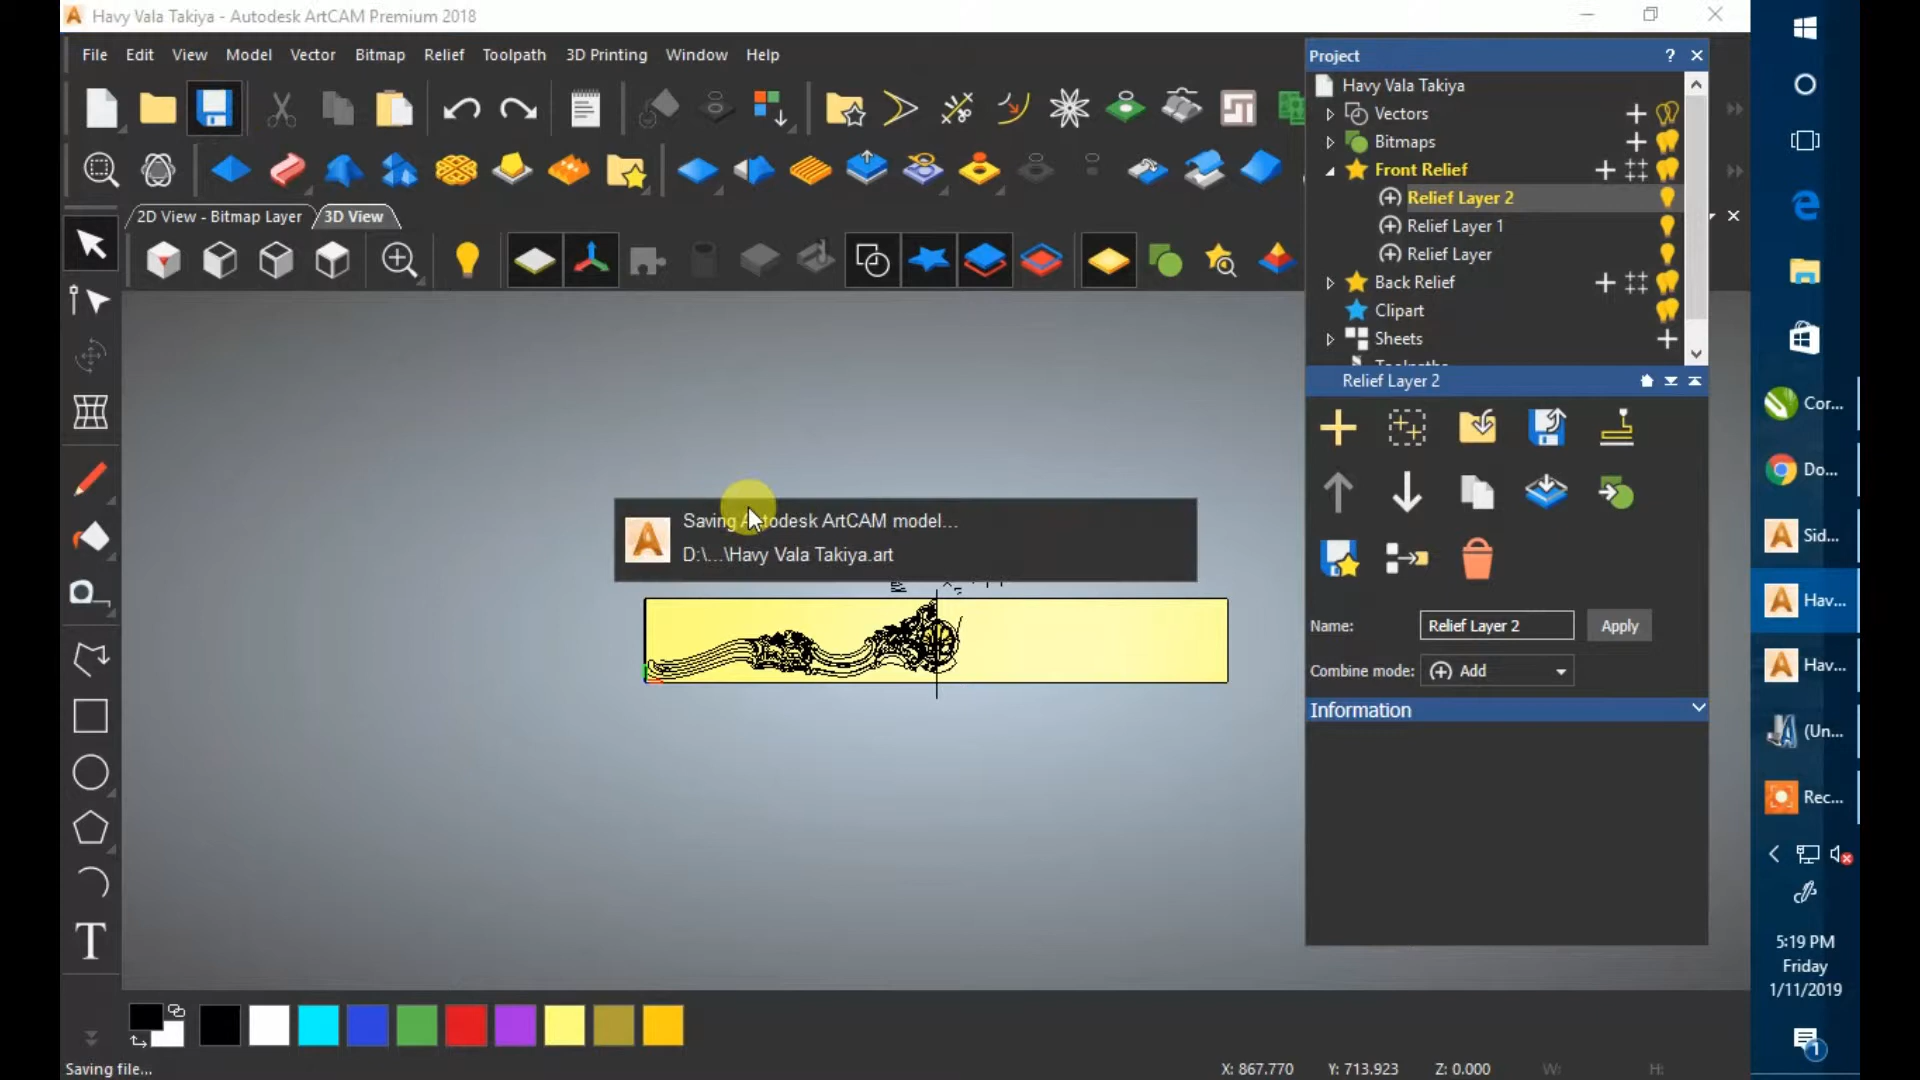 Havy Vala Takiya - Autodesk ArtCAM Premium 2018
File Edit View Model Vector Bitmap Relief Toolpath 3D Printing Window Help
2D View - Bitmap Layer
3D View
Project
Havy Vala Takiya
Vectors
Bitmaps
Front Relief
Relief Layer 2
Relief Layer 1
Relief Layer
Back Relief
Clipart
Sheets
Relief Layer 2
Name: Relief Layer 2 Apply
Combine mode: Add
Information
Saving Autodesk ArtCAM model...
D:\...\Havy Vala Takiya.art
T
Cor...
Do...
Sid...
Hav...
Hav...
(Un...
Rec...
5:19 PM
Friday
1/11/2019
1
Saving file...
X: 867.770 Y: 713.923 Z: 0.000 W: H: